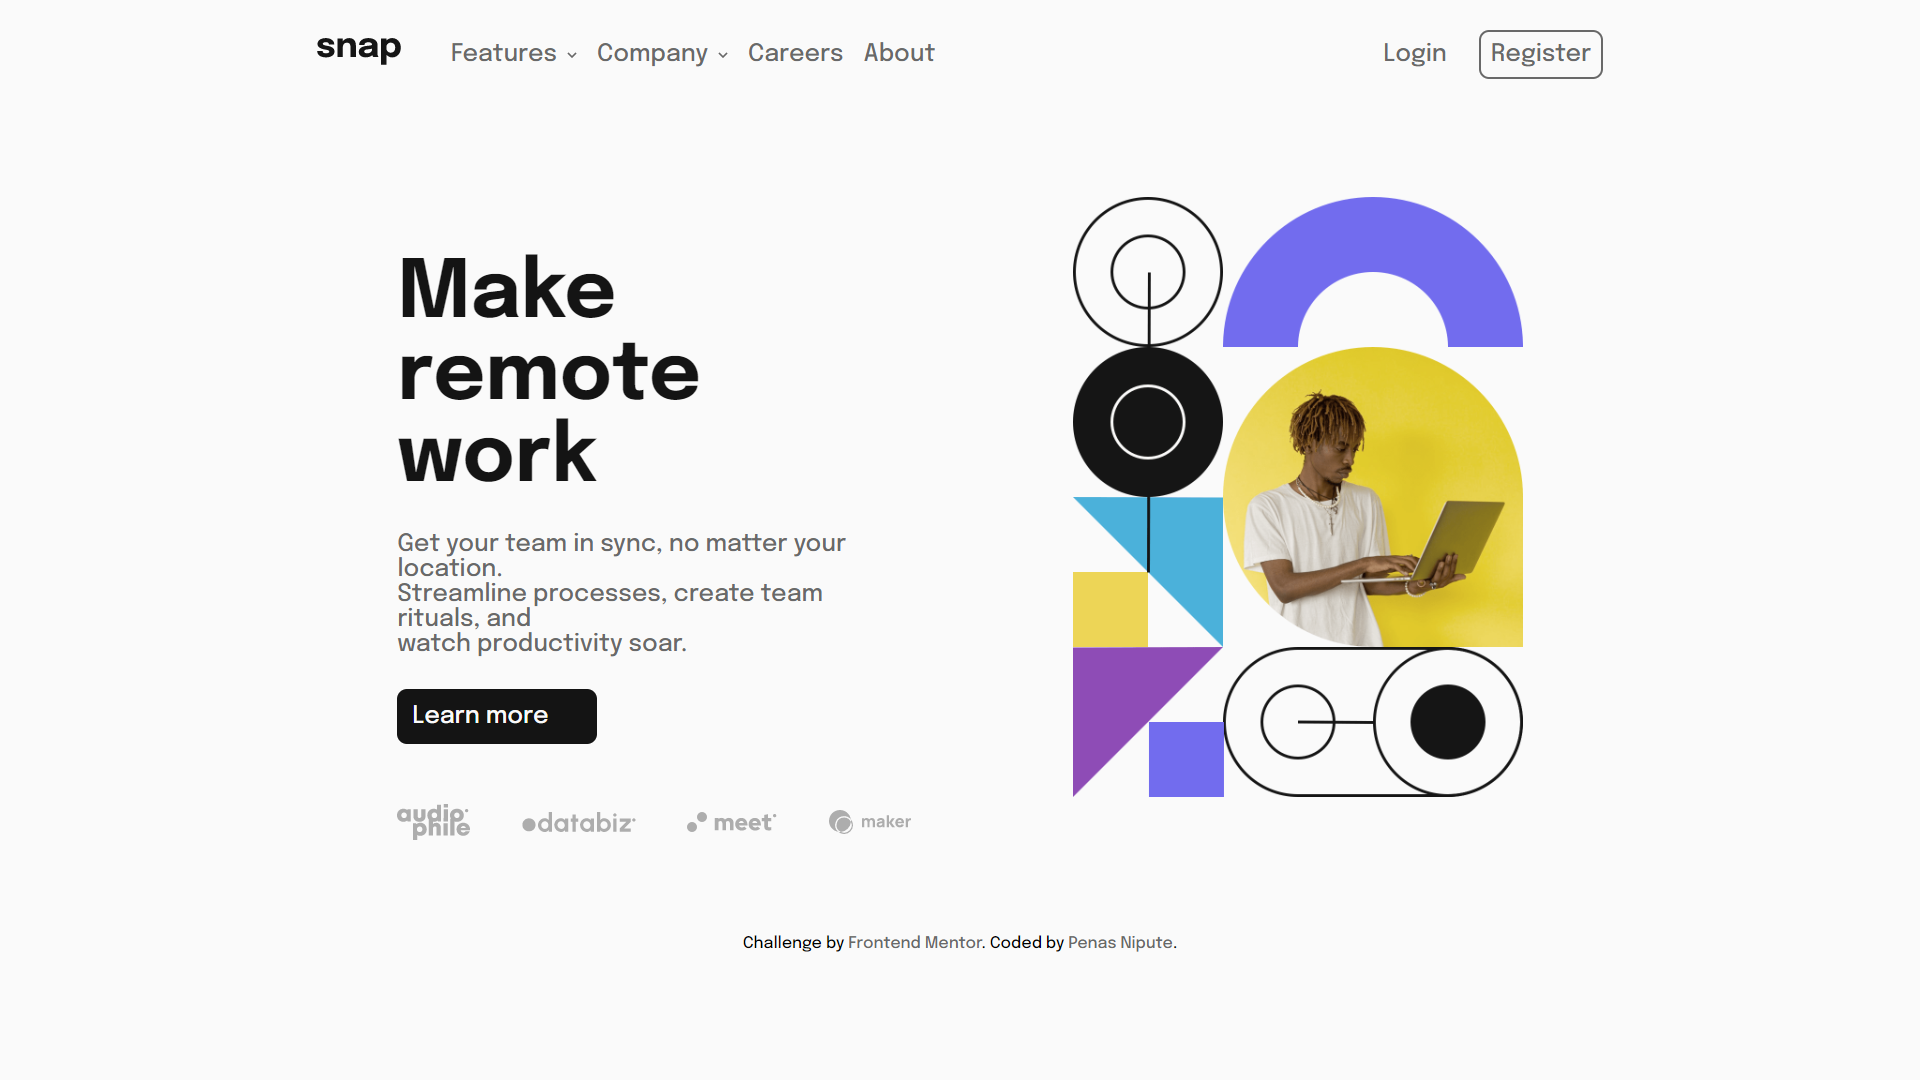 snap
Features
Company
Careers
About
Login
Register
Make
remote
work
Get your team in sync, no matter your
location.
Streamline processes, create team
rituals, and
watch productivity soar.
Learn more
audio
phile
databiz
meet
maker
Challenge by Frontend Mentor. Coded by Penas Nipute.